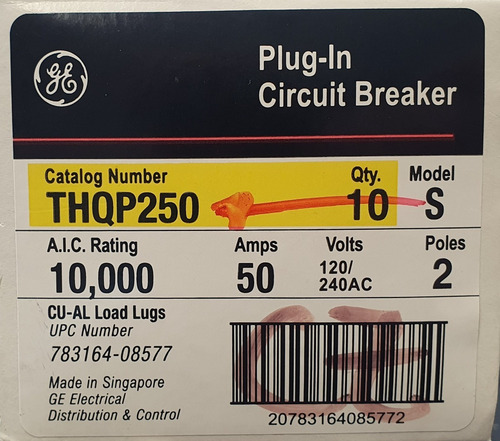 GE
Plug-In
Circuit Breaker
Catalog Number Qty. Model
THQP250 10 S
A.I.C. Rating Amps Volts Poles
10,000 50 120/ 240AC 2
CU-AL Load Lugs
UPC Number
783164-08577
Made in Singapore
GE Electrical
Distribution & Control
20783164085772
GE